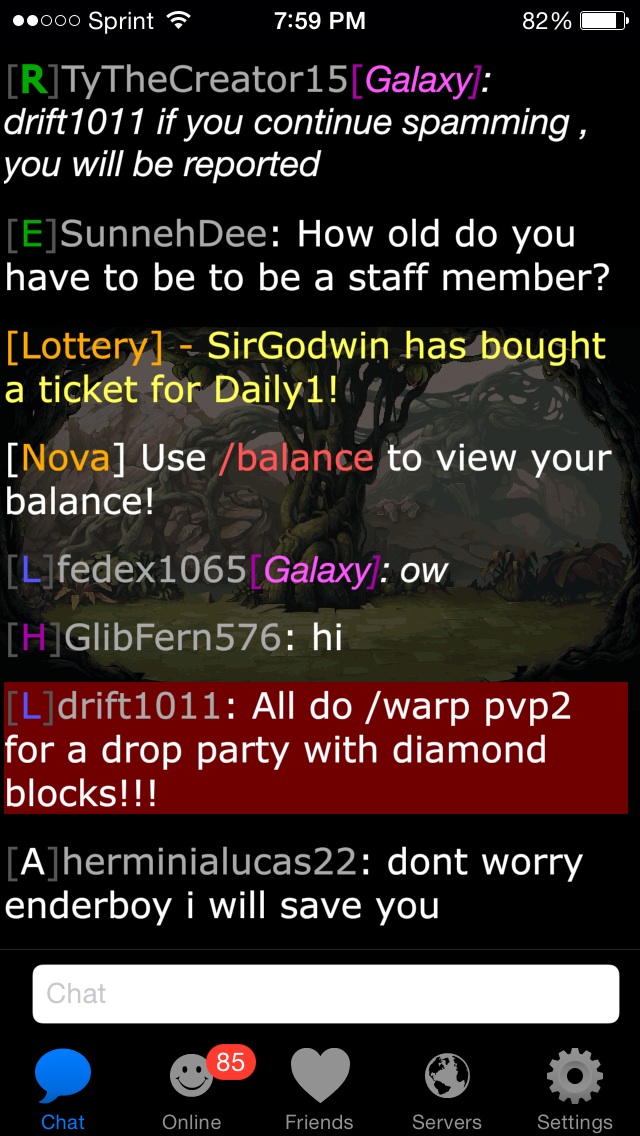 Sprint 7:59 PM 82%
[R]TyTheCreator15[Galaxy]:
drift1011 if you continue spamming ,
you will be reported
[E]SunnehDee: How old do you
have to be to be a staff member?
[Lottery] - SirGodwin has bought
a ticket for Daily1!
[Nova] Use /balance to view your
balance!
[L]fedex1065[Galaxy]: ow
[H]GlibFern576: hi
[L]drift1011: All do /warp pvp2
for a drop party with diamond
blocks!!!
[A]herminialucas22: dont worry
enderboy i will save you
Chat
85
Chat Online Friends Servers Settings